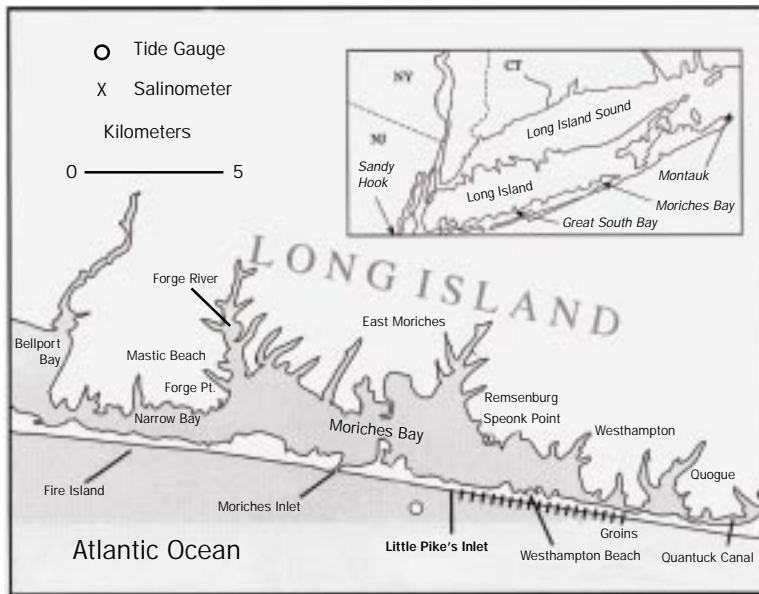 Tide Gauge
X Salinometer
Kilometers
0 5
NY
CT
NJ
Long Island Sound
Sandy
Hook
Long Island
Montauk
Moriches Bay
Great South Bay
LONG ISLAND
Forge River
East Moriches
Bellport
Bay
Mastic Beach
Forge Pt.
Narrow Bay
Moriches Bay
Remsenburg
Speonk Point
Westhampton
Quogue
Fire Island
Moriches Inlet
Atlantic Ocean
Little Pike's Inlet
Groins
Westhampton Beach
Quantuck Canal